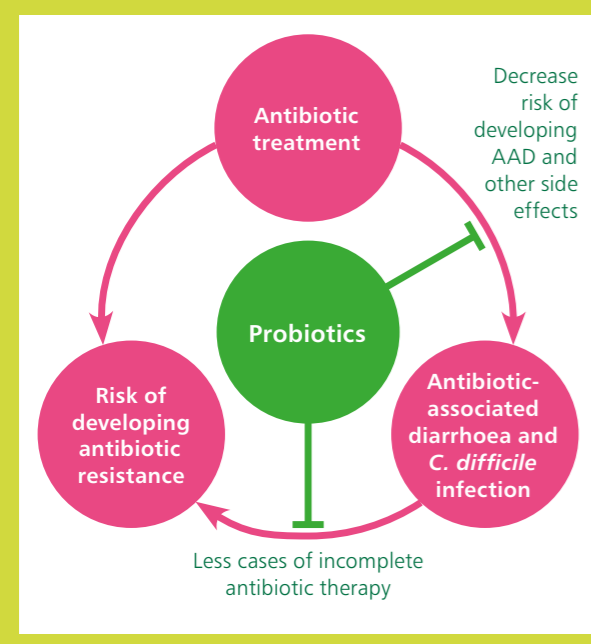 Antibiotic
treatment
Decrease
risk of
developing
AAD and
other side
effects
Probiotics
Risk of
developing
antibiotic
resistance
Antibiotic-
associated
diarrhoea and
C. difficile
infection
Less cases of incomplete
antibiotic therapy